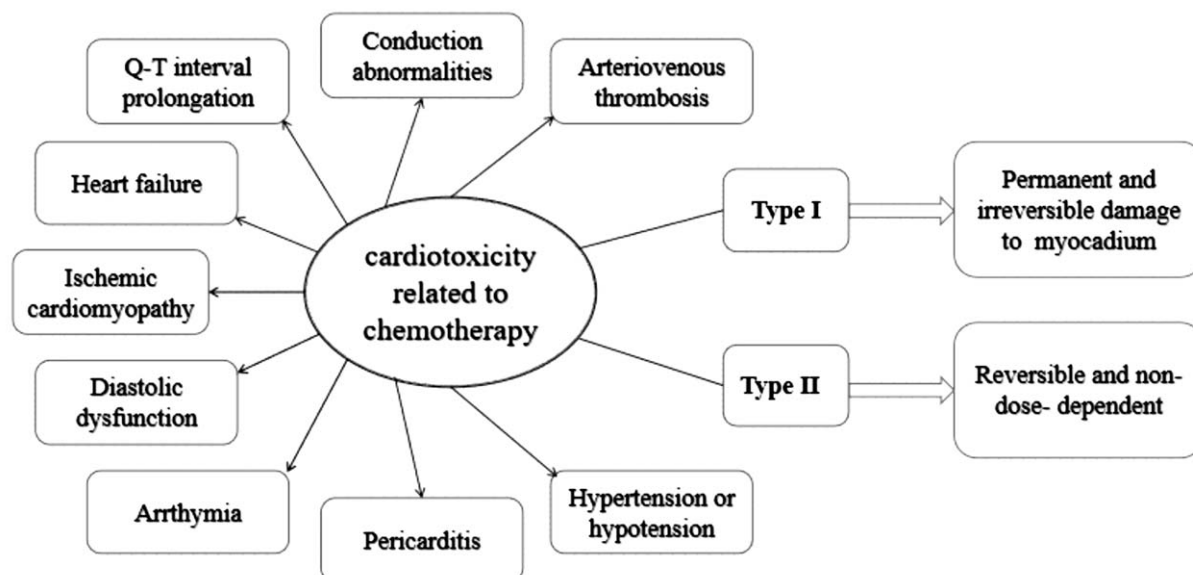 Q-T interval
prolongation
Conduction
abnormalities
Arteriovenous
thrombosis
Heart failure
Ischemic
cardiomyopathy
Diastolic
dysfunction
Arrthymia
Pericarditis
Hypertension or
hypotension
cardiotoxicity
related to
chemotherapy
Type I
Permanent and
irreversible damage
to myocadium
Type II
Reversible and non-
dose- dependent